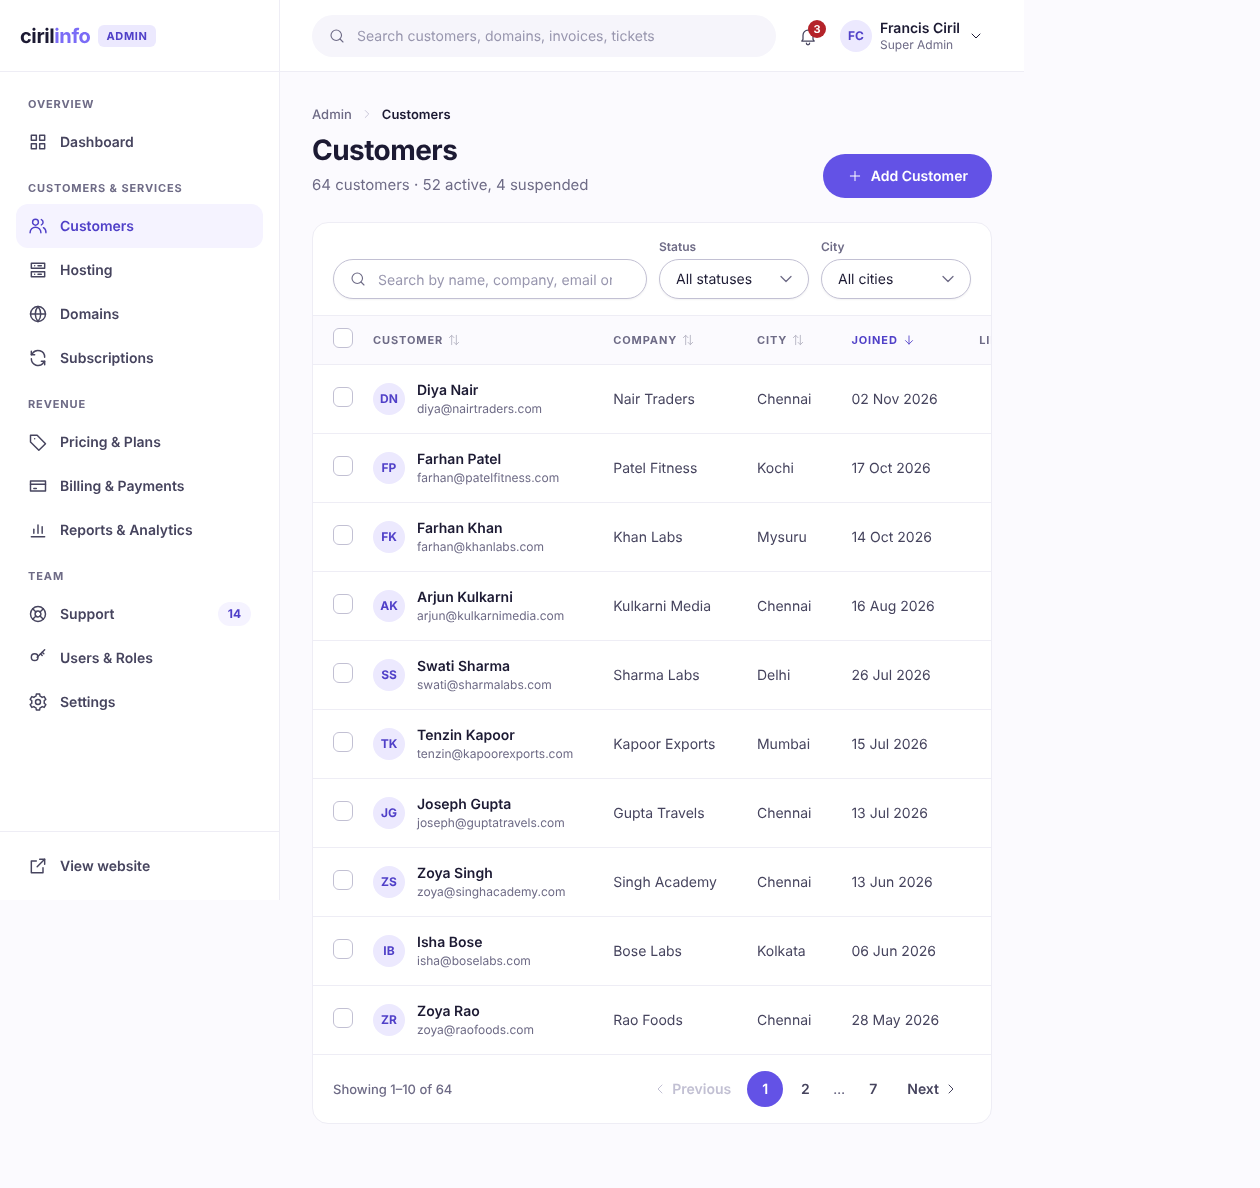 cirilinfo ADMIN
Search customers, domains, invoices, tickets
3
FC Francis Ciril
Super Admin
OVERVIEW
Dashboard
CUSTOMERS & SERVICES
Customers
Hosting
Domains
Subscriptions
REVENUE
Pricing & Plans
Billing & Payments
Reports & Analytics
TEAM
Support 14
Users & Roles
Settings
View website
Admin Customers
Customers
64 customers · 52 active, 4 suspended
Add Customer
Status City
Search by name, company, email or All statuses All cities
CUSTOMER COMPANY CITY JOINED LI
DN Diya Nair Nair Traders Chennai 02 Nov 2026
diya@nairtraders.com
FP Farhan Patel Patel Fitness Kochi 17 Oct 2026
farhan@patelfitness.com
FK Farhan Khan Khan Labs Mysuru 14 Oct 2026
farhan@khanlabs.com
AK Arjun Kulkarni Kulkarni Media Chennai 16 Aug 2026
arjun@kulkarnimedia.com
SS Swati Sharma Sharma Labs Delhi 26 Jul 2026
swati@sharmalabs.com
TK Tenzin Kapoor Kapoor Exports Mumbai 15 Jul 2026
tenzin@kapoorexports.com
JG Joseph Gupta Gupta Travels Chennai 13 Jul 2026
joseph@guptatravels.com
ZS Zoya Singh Singh Academy Chennai 13 Jun 2026
zoya@singhacademy.com
IB Isha Bose Bose Labs Kolkata 06 Jun 2026
isha@boselabs.com
ZR Zoya Rao Rao Foods Chennai 28 May 2026
zoya@raofoods.com
Showing 1–10 of 64 Previous 1 2 ... 7 Next